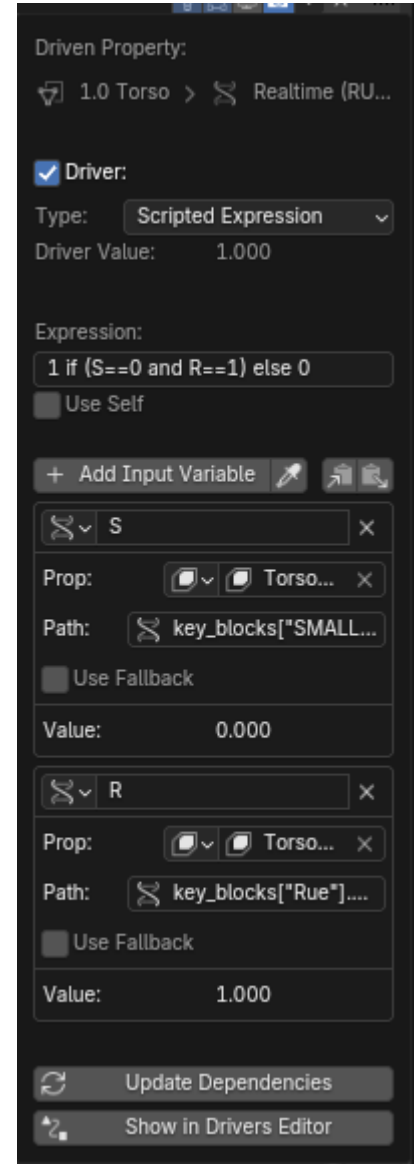 Driven Property:
1.0 Torso > Realtime (RU...
Driver:
Type: Scripted Expression
Driver Value: 1.000
Expression:
1 if (S==0 and R==1) else 0
Use Self
+ Add Input Variable
S
Prop: Torso...
Path: key_blocks["SMALL...
Use Fallback
Value: 0.000
R
Prop: Torso...
Path: key_blocks["Rue"]....
Use Fallback
Value: 1.000
Update Dependencies
Show in Drivers Editor